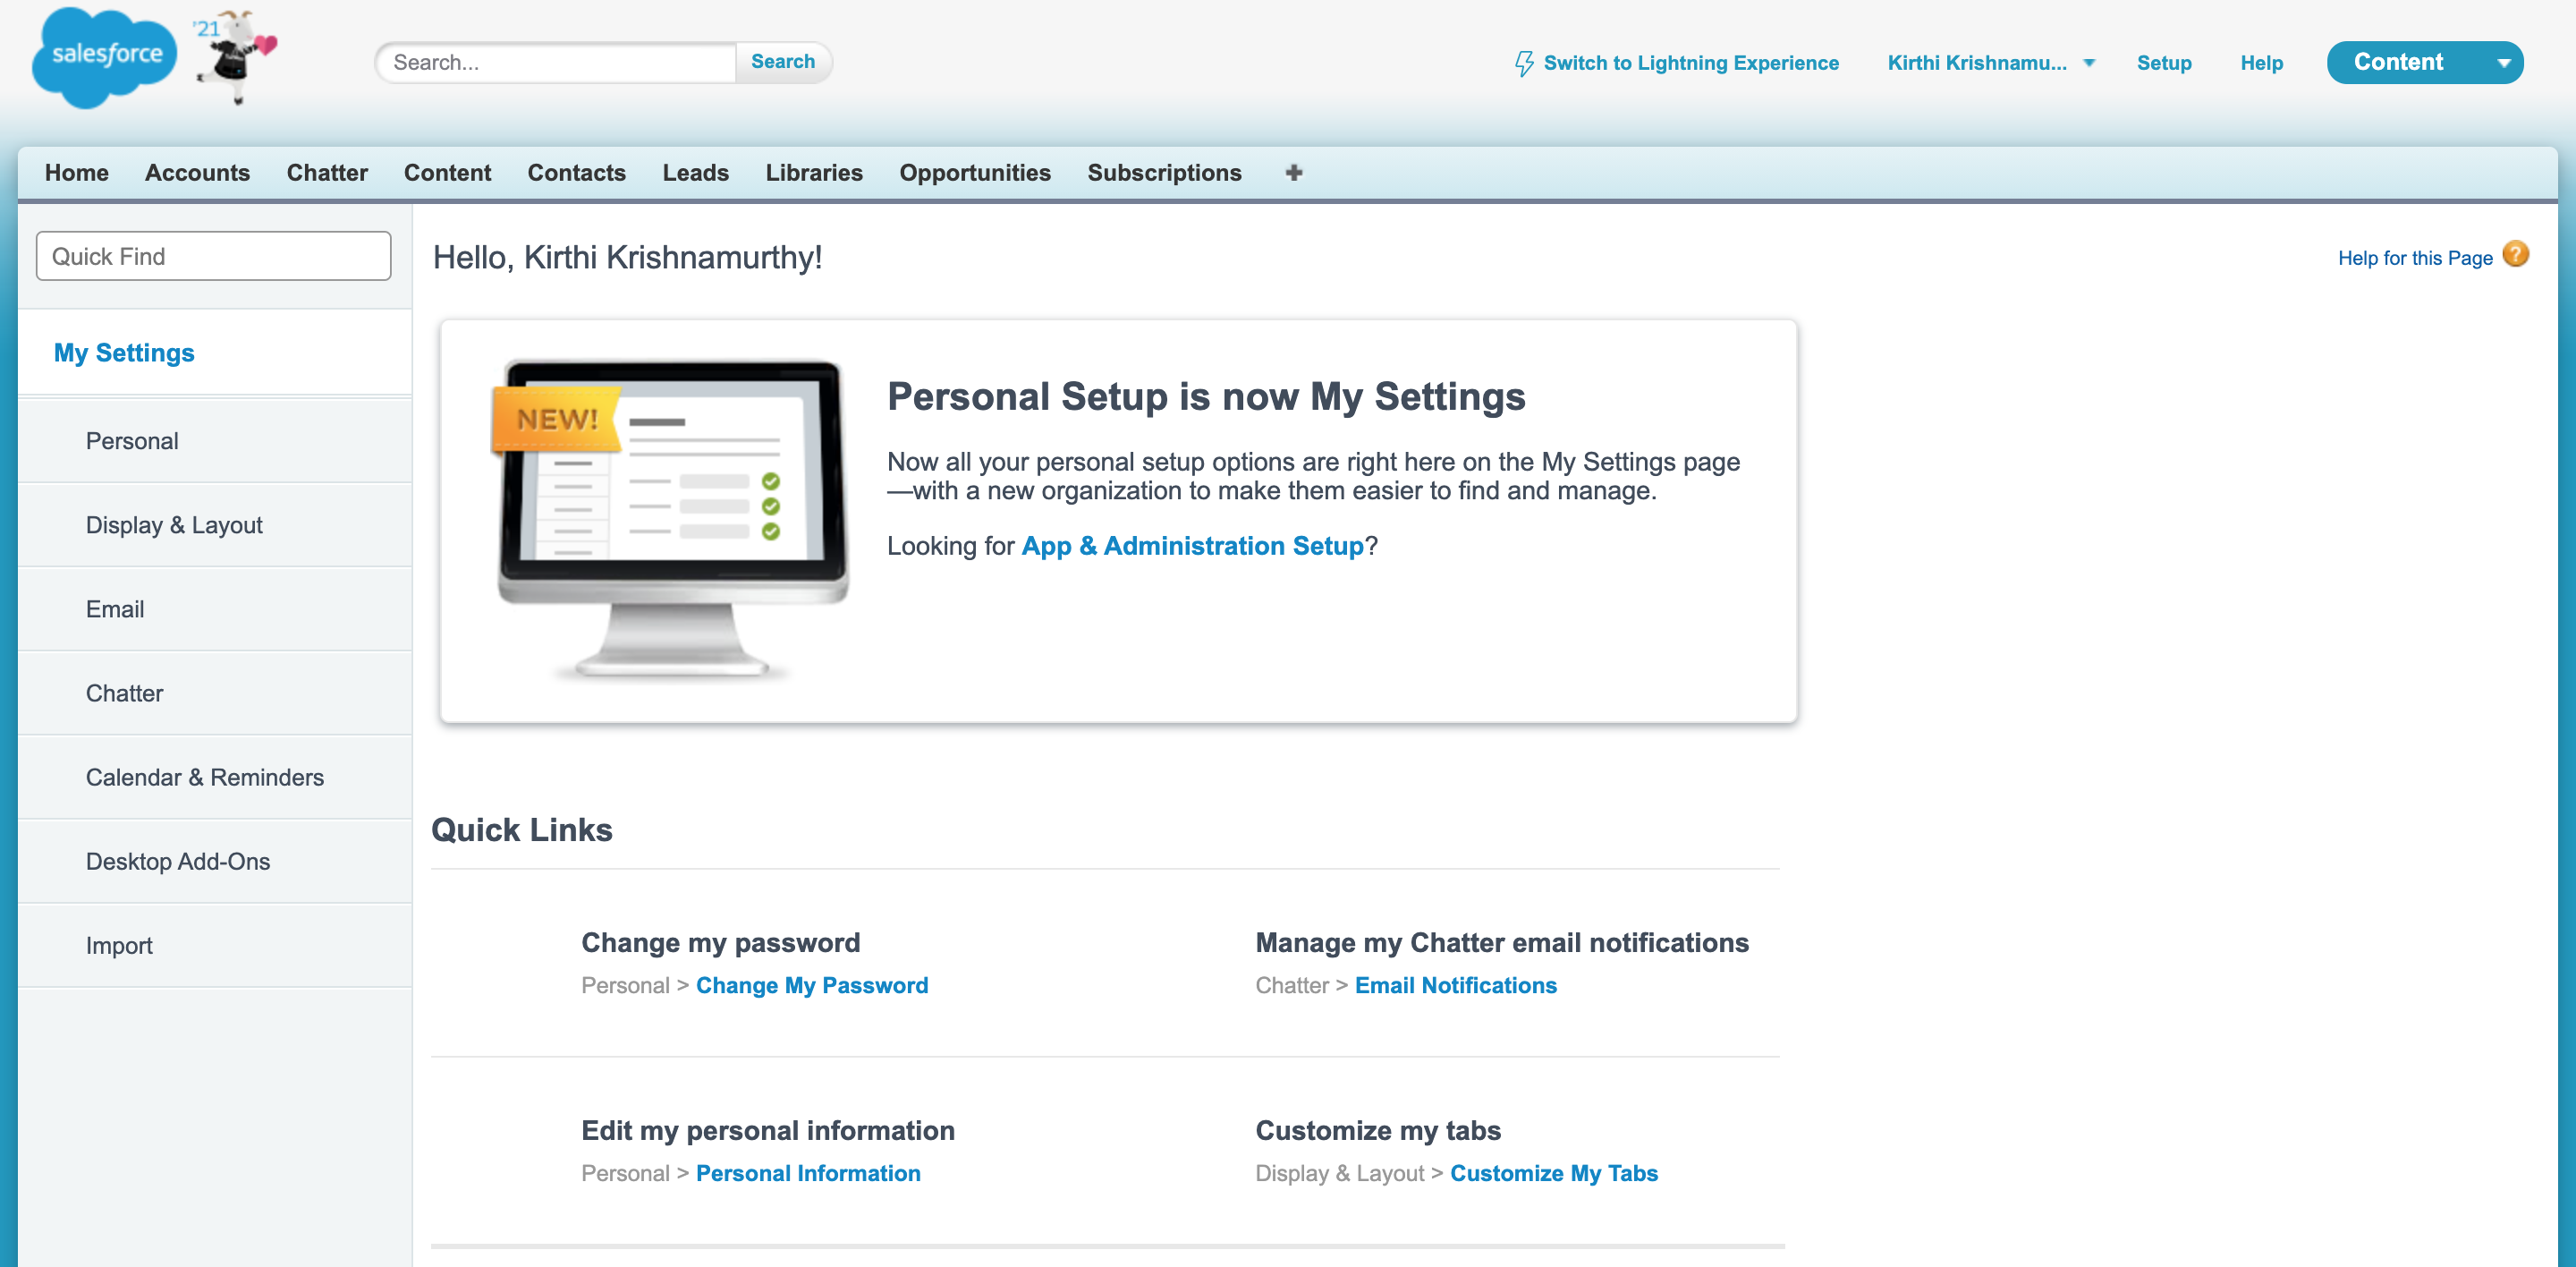 salesforce
'21
Search...
Search
Switch to Lightning Experience
Kirthi Krishnamu...
Setup
Help
Content
Home
Accounts
Chatter
Content
Contacts
Leads
Libraries
Opportunities
Subscriptions
Quick Find
My Settings
Personal
Display & Layout
Email
Chatter
Calendar & Reminders
Desktop Add-Ons
Import
Hello, Kirthi Krishnamurthy!
Help for this Page
NEW!
Personal Setup is now My Settings
Now all your personal setup options are right here on the My Settings page
—with a new organization to make them easier to find and manage.
Looking for App & Administration Setup?
Quick Links
Change my password
Personal > Change My Password
Manage my Chatter email notifications
Chatter > Email Notifications
Edit my personal information
Personal > Personal Information
Customize my tabs
Display & Layout > Customize My Tabs